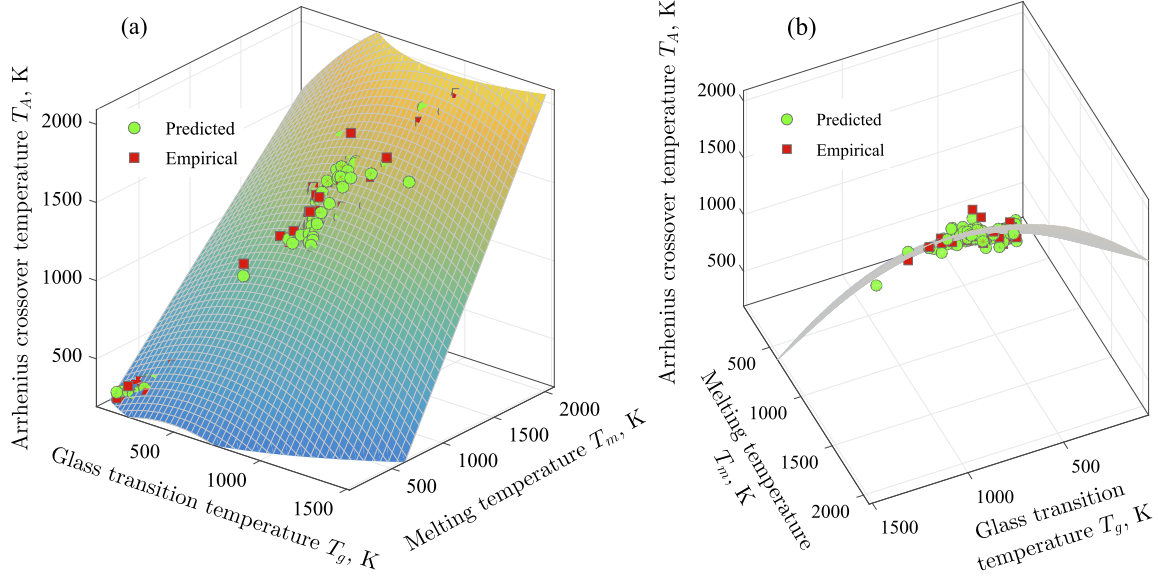 (a)
Arrhenius crossover temperature T_A, K
2000
1500
1000
500
Predicted
Empirical
500
1000
1500
Glass transition temperature T_g, K
500
1000
1500
2000
Melting temperature T_m, K
(b)
Arrhenius crossover temperature T_A, K
2000
1500
1000
500
Predicted
Empirical
500
1000
1500
2000
Melting temperature
T_m, K
1500
1000
500
Glass transition
temperature T_g, K